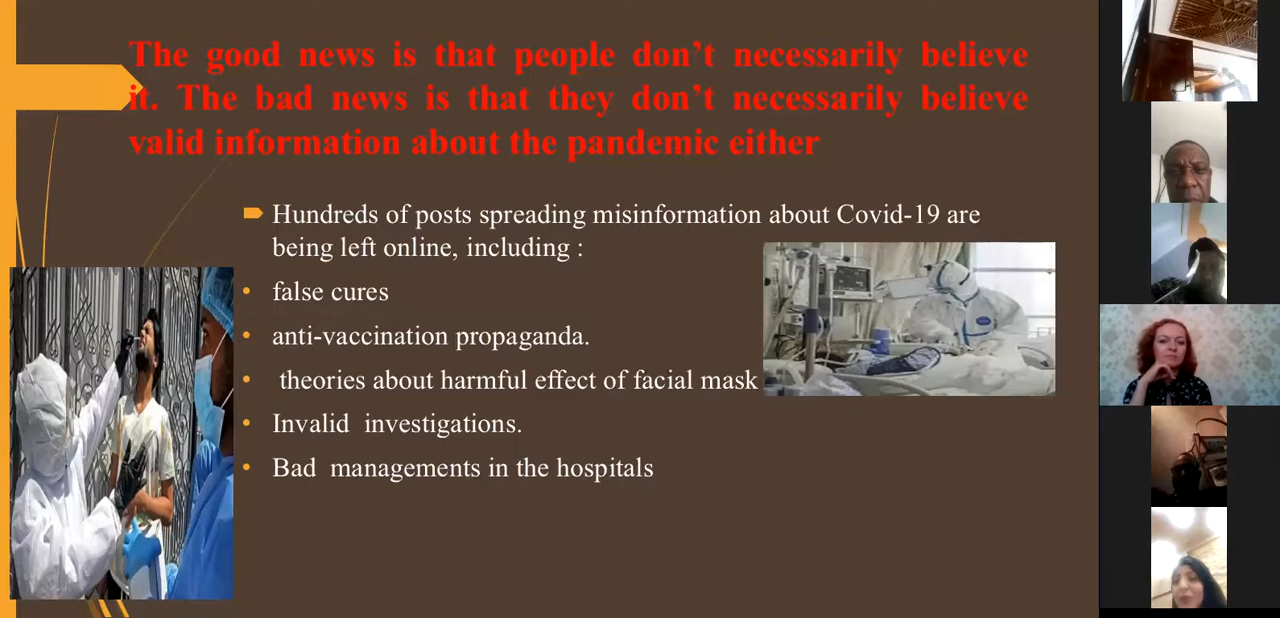 The good news is that people don’t necessarily believe
it. The bad news is that they don’t necessarily believe
valid information about the pandemic either
Hundreds of posts spreading misinformation about Covid-19 are
being left online, including :
false cures
anti-vaccination propaganda.
theories about harmful effect of facial mask
Invalid investigations.
Bad managements in the hospitals